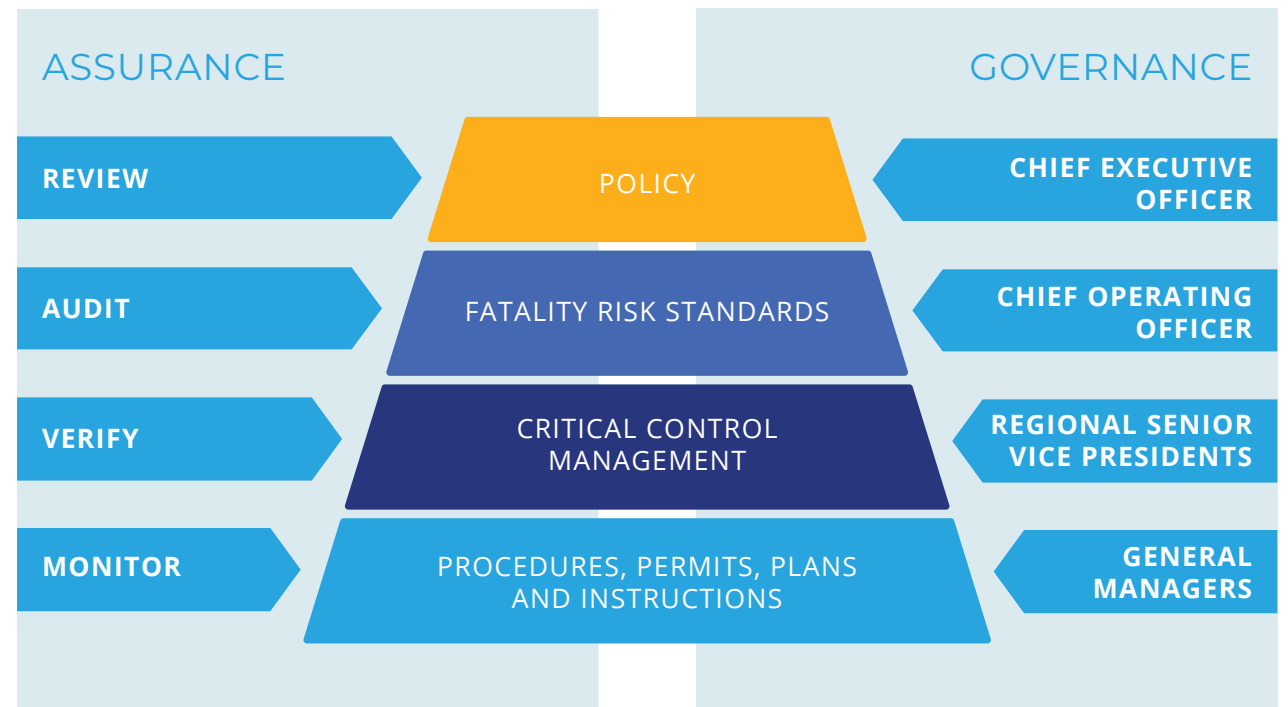 ASSURANCE
GOVERNANCE
REVIEW
POLICY
CHIEF EXECUTIVE
OFFICER
AUDIT
FATALITY RISK STANDARDS
CHIEF OPERATING
OFFICER
VERIFY
CRITICAL CONTROL
MANAGEMENT
REGIONAL SENIOR
VICE PRESIDENTS
MONITOR
PROCEDURES, PERMITS, PLANS
AND INSTRUCTIONS
GENERAL
MANAGERS